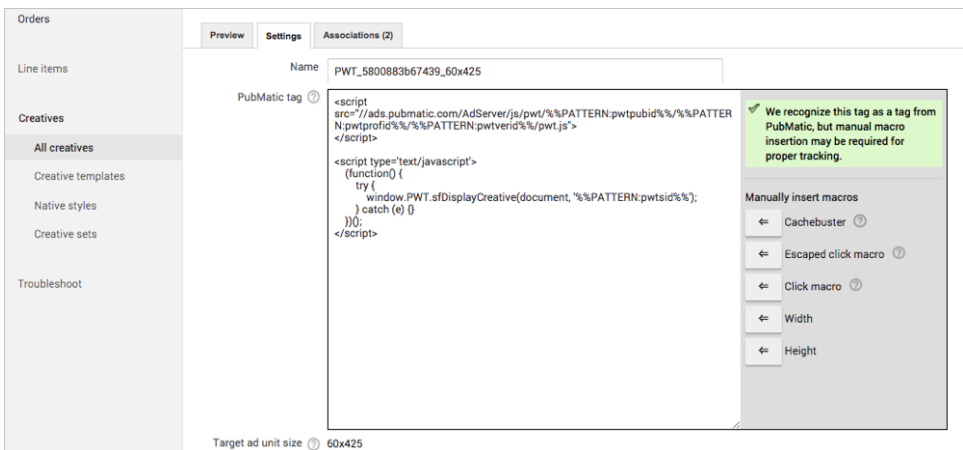 Orders
Line items
Creatives
All creatives
Creative templates
Native styles
Creative sets
Troubleshoot
Preview
Settings
Associations (2)
Name
PWT_5800883b67439_60x425
PubMatic tag
<script
src="//ads.pubmatic.com/AdServer/js/pwt/%%PATTERN:pwtpubid%%/%%PATTER
N:pwtprofid%%/%%PATTERN:pwtverid%%/pwt.js">
</script>
<script type='text/javascript'>
(function() {
try {
window.PWT.sfDisplayCreative(document, '%%PATTERN:pwtsid%%');
} catch (e) {}
})();
</script>
We recognize this tag as a tag from
PubMatic, but manual macro
insertion may be required for
proper tracking.
Manually insert macros
Cachebuster
Escaped click macro
Click macro
Width
Height
Target ad unit size
60x425